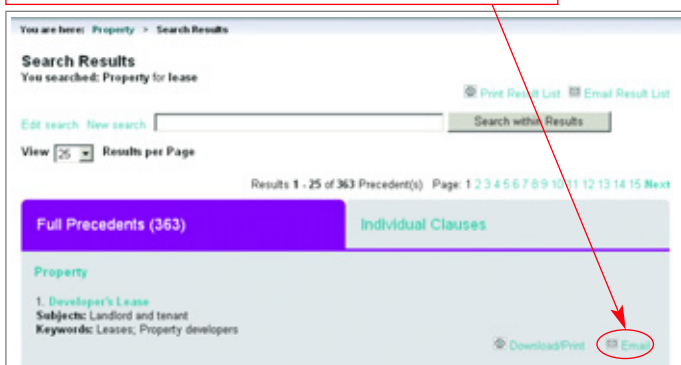 You are here: Property > Search Results
Search Results
You searched: Property for lease
Print Result List Email Result List
Edit search New search Search within Results
View 25 Results per Page
Results 1 - 25 of 363 Precedent(s) Page: 1 2 3 4 5 6 7 8 9 10 11 12 13 14 15 Next
Full Precedents (363) Individual Clauses
Property
1. Developer's Lease
Subjects: Landlord and tenant
Keywords: Leases; Property developers
Download/Print Email